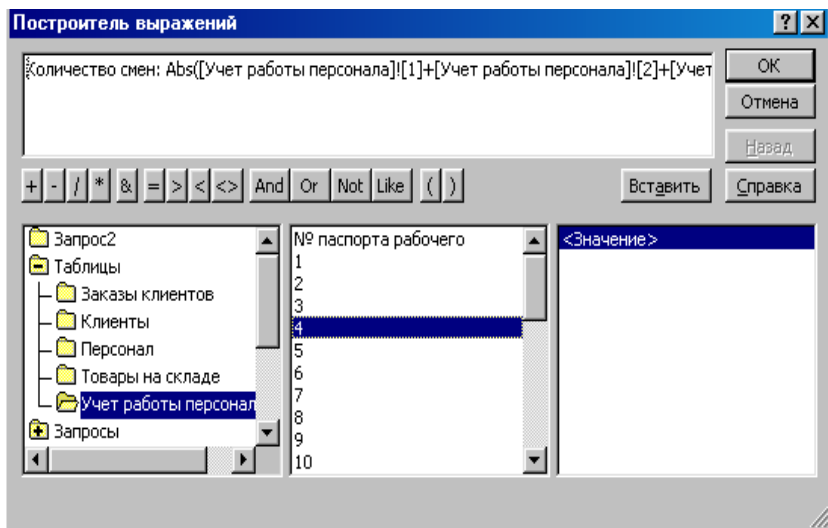 Построитель выражений
Количество смен: Abs([Учет работы персонала]![1]+[Учет работы персонала]![2]+[Учет
ОК
Отмена
Назад
+ - / * & = > < <> And Or Not Like ( )
Вставить
Справка
Запрос2
Таблицы
Заказы клиентов
Клиенты
Персонал
Товары на складе
Учет работы персонал
Запросы
№ паспорта рабочего
1
2
3
4
5
6
7
8
9
10
<Значение>